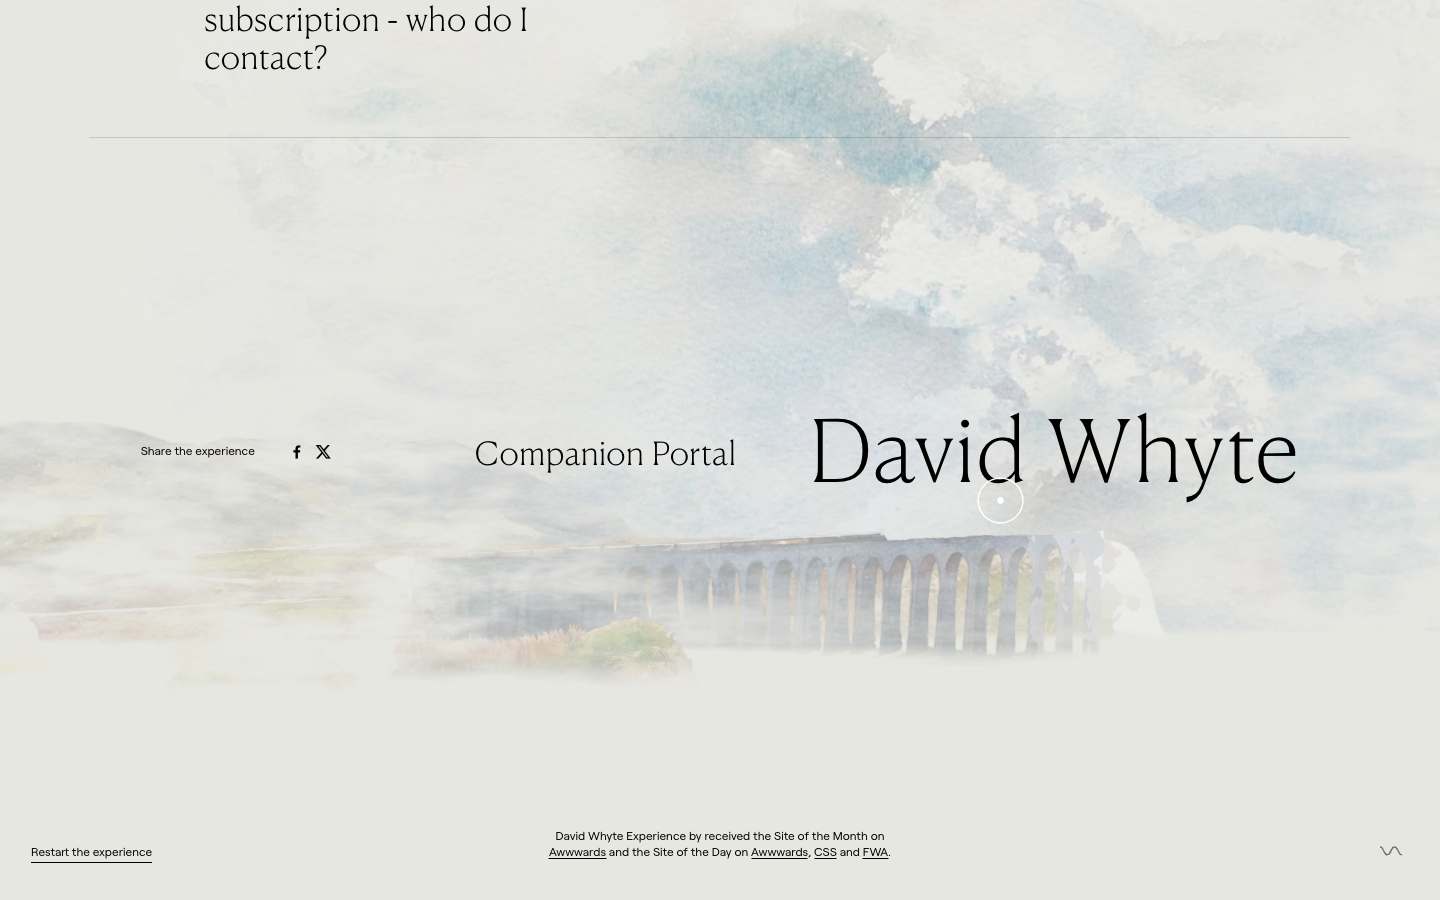 subscription - who do I
contact?
Share the experience
Companion Portal
David Whyte
David Whyte Experience by received the Site of the Month on
Awwwards and the Site of the Day on Awwwards, CSS and FWA.
Restart the experience